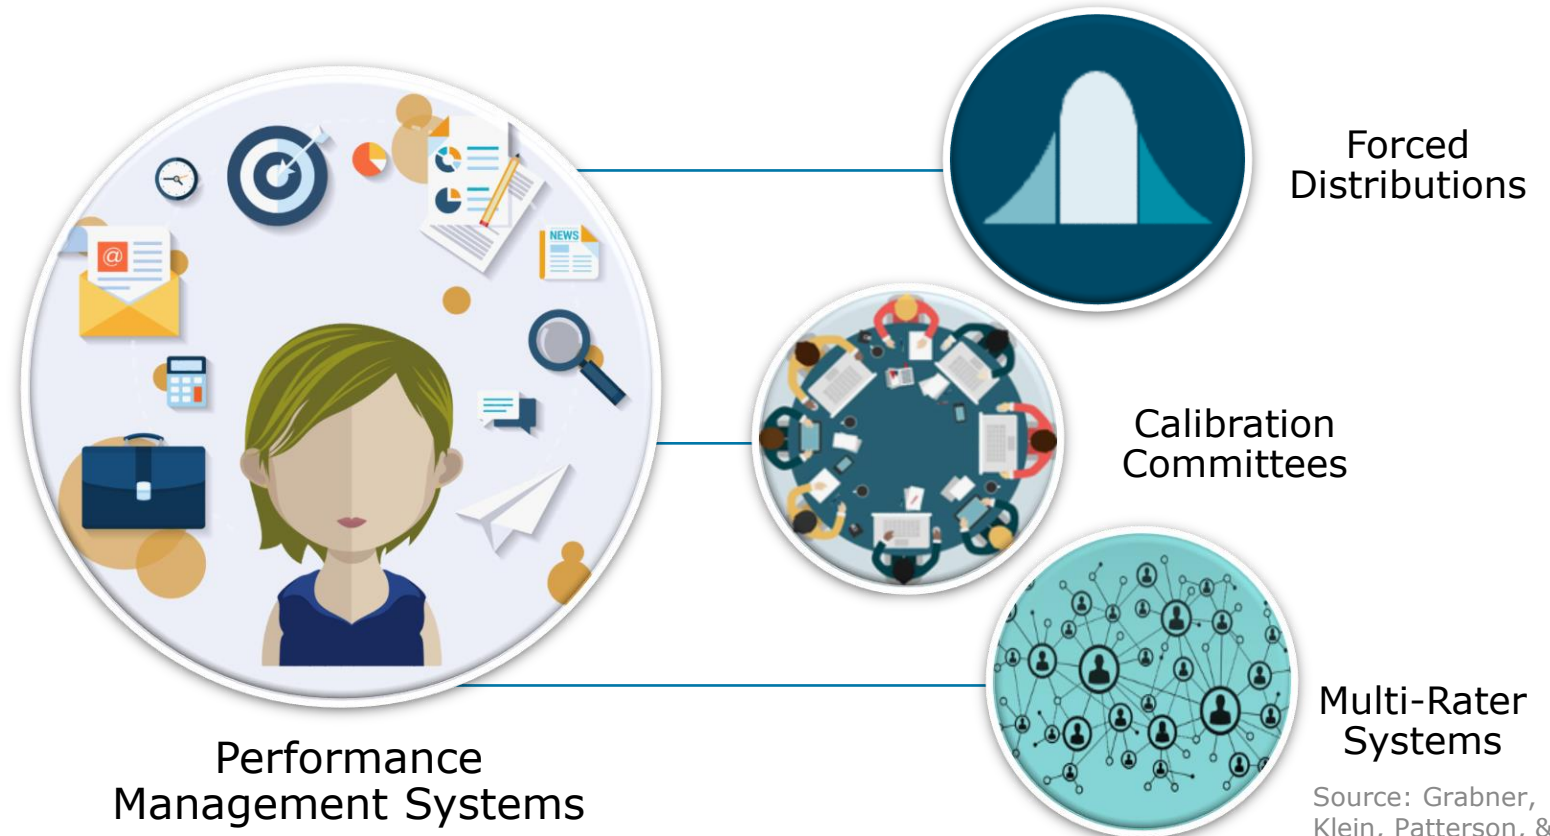 Forced
Distributions
NEWS
@
Calibration
Committees
Multi-Rater
Systems
Performance
Management Systems
Source: Grabner,
Klein, Patterson, &